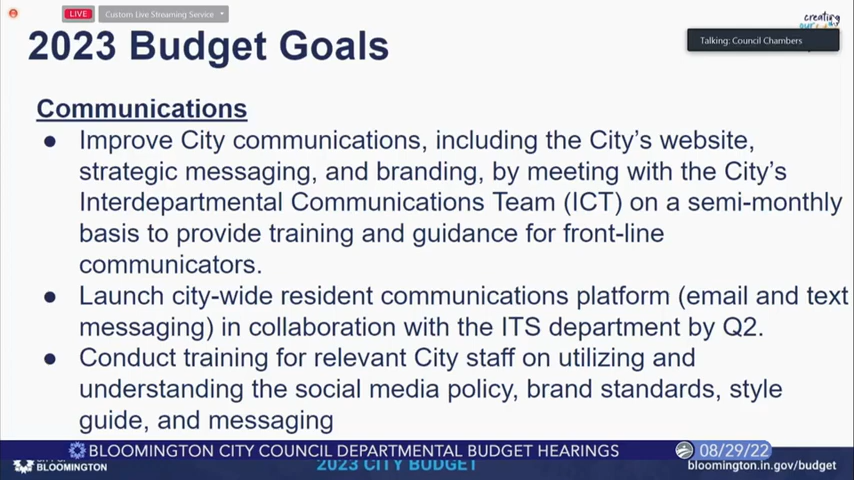 LIVE
Custom Live Streaming Service
creating
Talking: Council Chambers
2023 Budget Goals
Communications
● Improve City communications, including the City's website,
strategic messaging, and branding, by meeting with the City's
Interdepartmental Communications Team (ICT) on a semi-monthly
basis to provide training and guidance for front-line
communicators.
● Launch city-wide resident communications platform (email and text
messaging) in collaboration with the ITS department by Q2.
● Conduct training for relevant City staff on utilizing and
understanding the social media policy, brand standards, style
guide, and messaging
BLOOMINGTON CITY COUNCIL DEPARTMENTAL BUDGET HEARINGS
08/29/22
BLOOMINGTON
2023 CITY BUDGET
bloomington.in.gov/budget